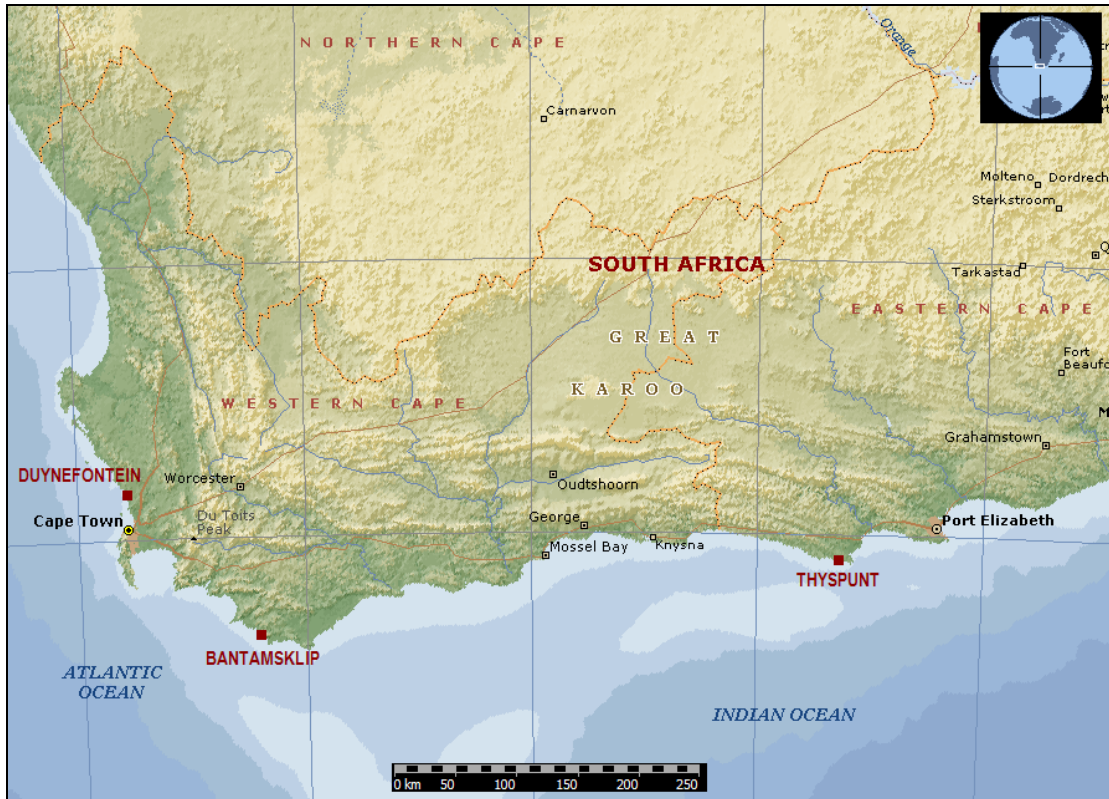 NORTHERN CAPE
Orange
Carnarvon
Molteno
Dordrech
Sterkstroom
SOUTH AFRICA
Q
Tarkastad
EASTERN CAPE
GREAT
Fort
Beaufo
KAROO
WESTERN CAPE
M
Grahamstown
DUYNEFONTEIN
Worcester
Oudtshoorn
Cape Town
Du Toits
Peak
George
Port Elizabeth
Mossel Bay
Knysna
THYSPUNT
BANTAMSKLIP
ATLANTIC
OCEAN
INDIAN OCEAN
0 km 50 100 150 200 250